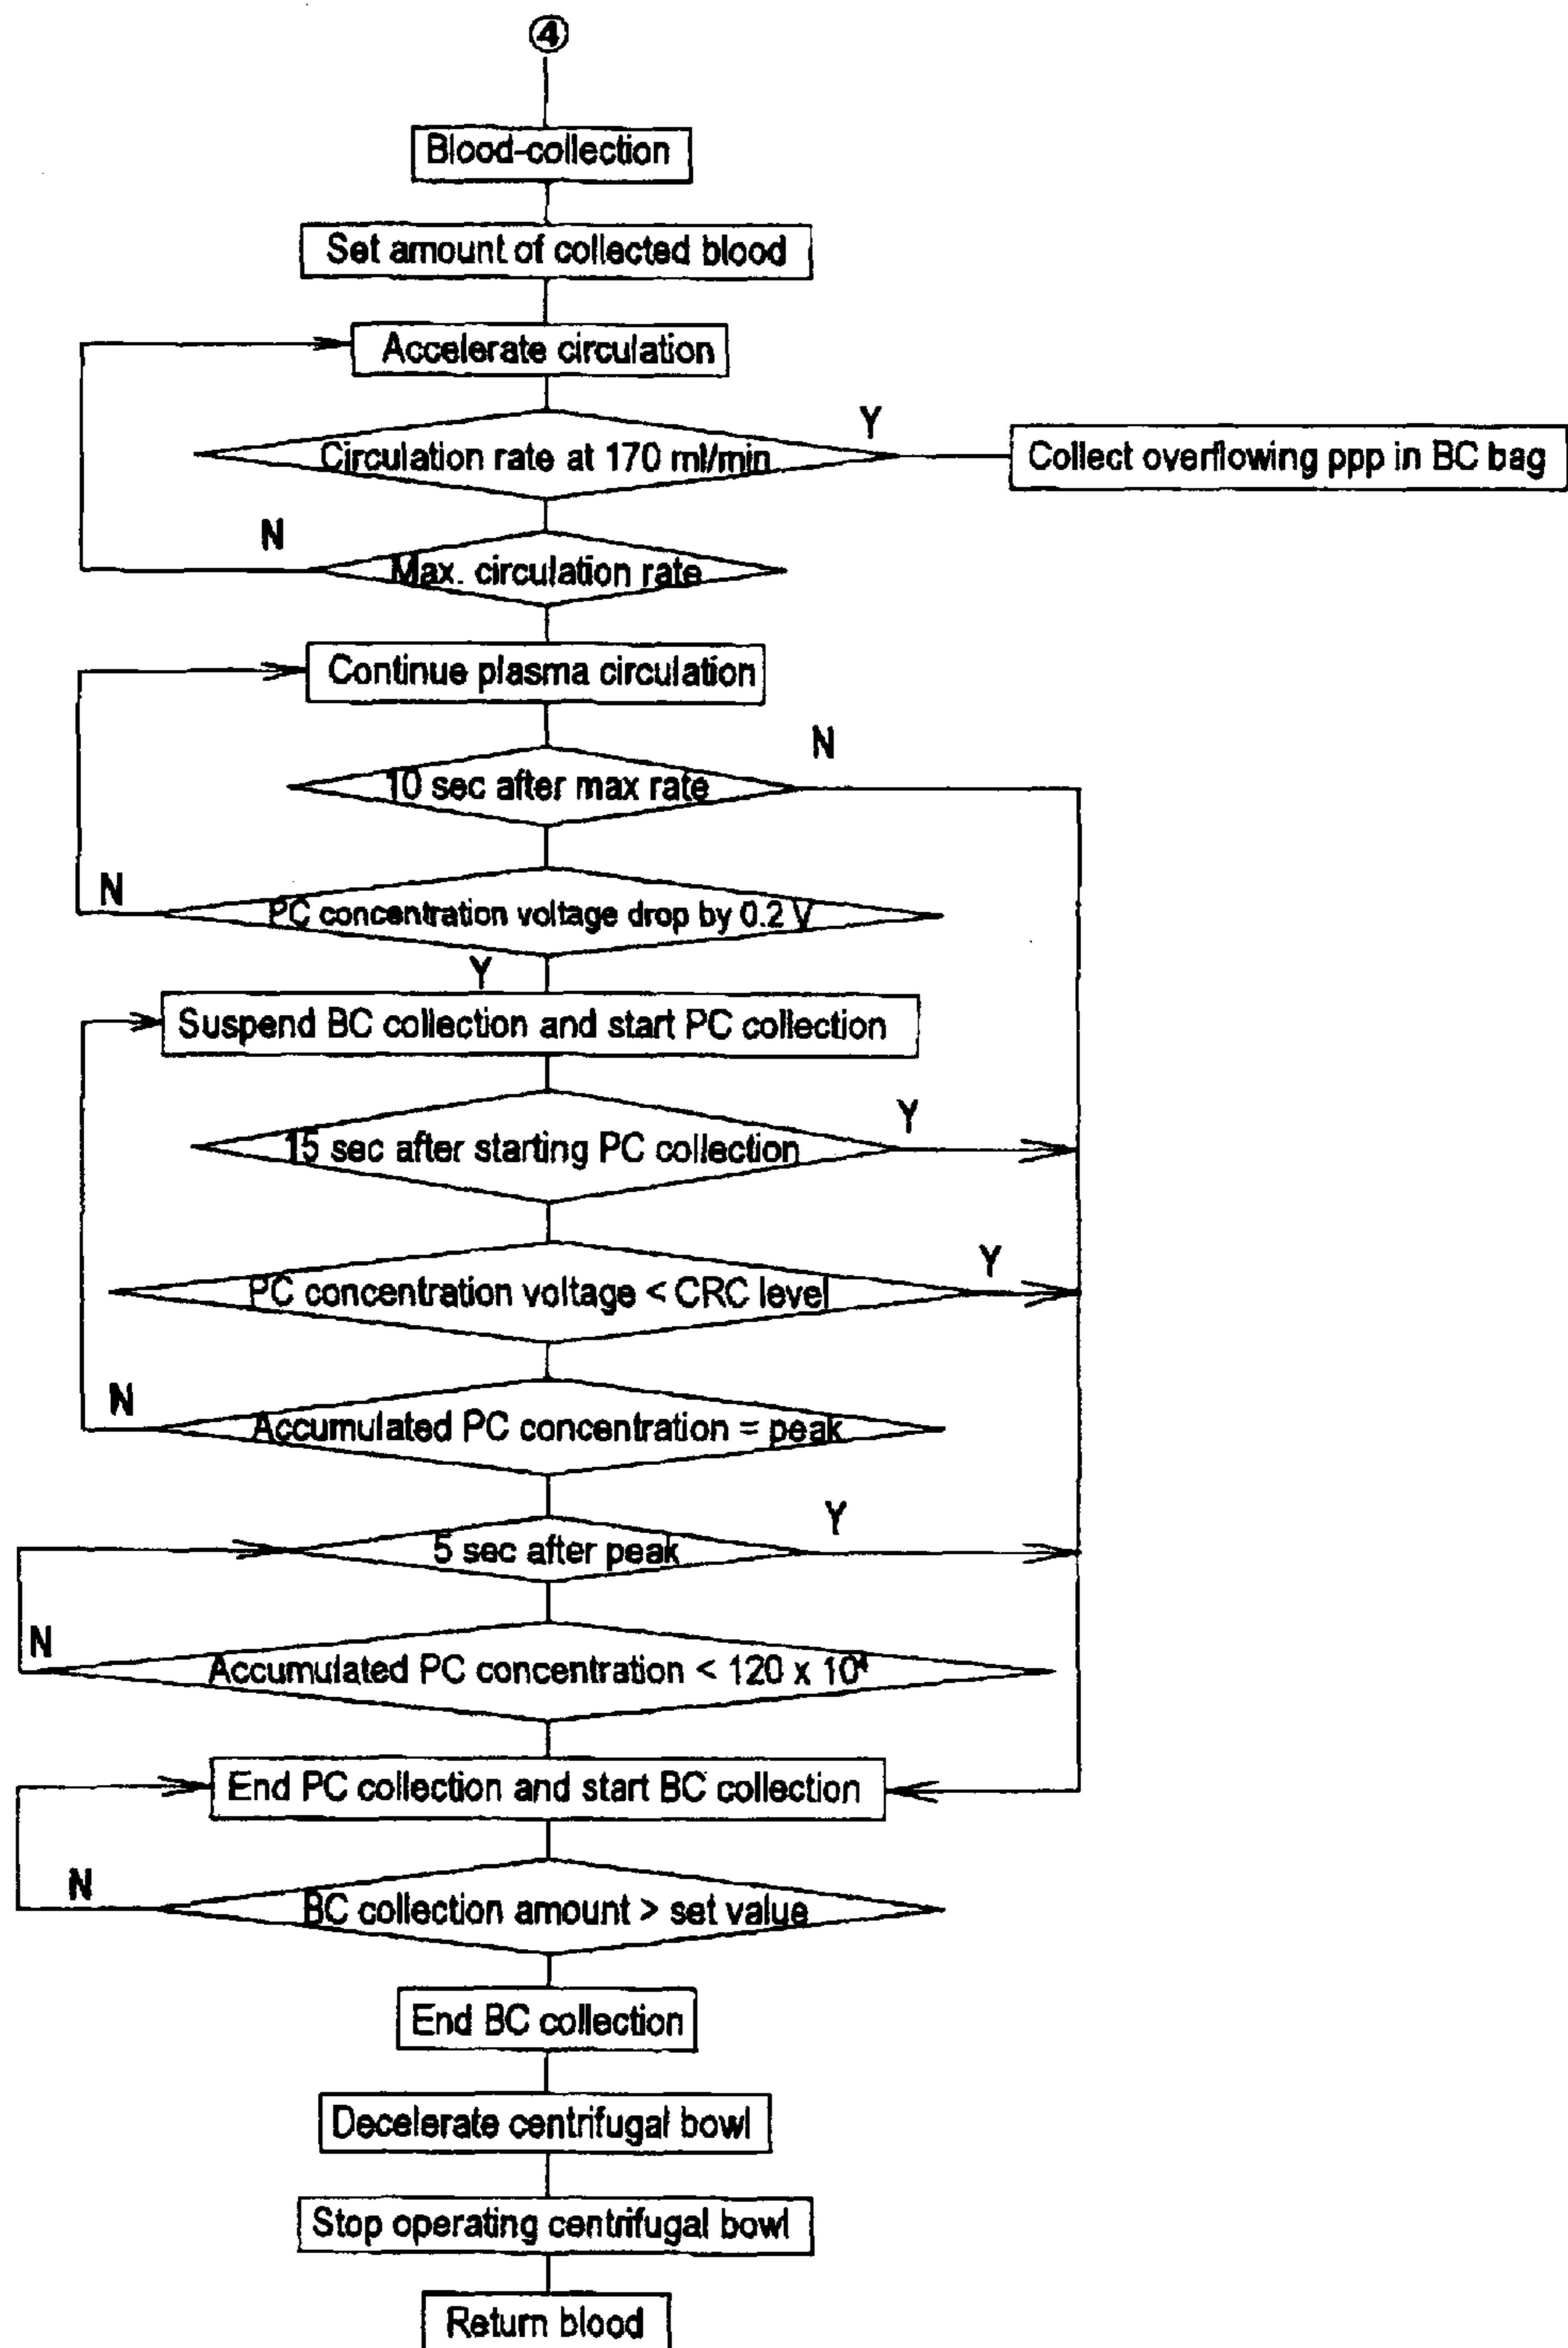 ④
Blood-collection
Set amount of collected blood
Accelerate circulation
Y
Circulation rate at 170 ml/min
Collect overflowing ppp in BC bag
N
Max. circulation rate
Continue plasma circulation
N
10 sec after max rate
N
PC concentration voltage drop by 0.2 V
Y
Suspend BC collection and start PC collection
Y
15 sec after starting PC collection
Y
PC concentration voltage < CRC level
N
Accumulated PC concentration = peak
Y
5 sec after peak
N
Accumulated PC concentration < 120 x 10⁴
End PC collection and start BC collection
N
BC collection amount > set value
End BC collection
Decelerate centrifugal bowl
Stop operating centrifugal bowl
Return blood